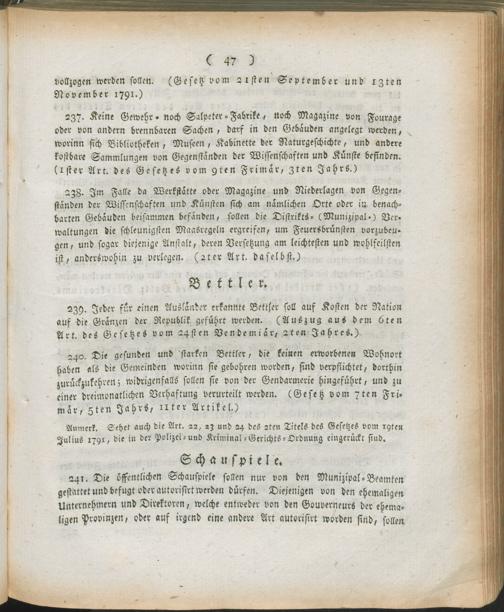 ( 47 )
vollzogen werden sollen. (Gesetz vom 21sten September und 13ten
November 1791.)
237. Keine Gewehr- noch Salpeter-Fabrike, noch Magazine von Fourage
oder von andern brennbaren Sachen, darf in den Gebäuden angelegt werden,
worinn sich Bibliotheken, Museen, Kabinette der Naturgeschichte, und andere
kostbare Sammlungen von Gegenständen der Wissenschaften und Künste befinden.
(1ster Art. des Gesetzes vom 9ten Frimär, 3ten Jahrs.)
238. Im Falle da Werkstätte oder Magazine und Niederlagen von Gegen-
ständen der Wissenschaften und Künsten sich am nämlichen Orte oder in benach-
barten Gebäuden beisammen befänden, sollen die Distrikts- (Munizipal-) Ver-
waltungen die schleunigsten Maasregeln ergreifen, um Feuersbrünsten vorzubeu-
gen, und sogar diejenige Anstalt, deren Versetzung am leichtesten und wohlfeilsten
ist, anderswohin zu verlegen. (2ter Art. daselbst.)
Bettler.
239. Jeder für einen Ausländer erkannte Bettler soll auf Kosten der Nation
auf die Gränzen der Republik geführt werden. (Auszug aus dem 6ten
Art. des Gesetzes vom 24sten Vendemiär, 2ten Jahres.)
240. Die gesunden und starken Bettler, die keinen erworbenen Wohnort
haben als die Gemeinden worinn sie gebohren worden, sind verpflichtet, dorthin
zurückzukehren; widrigenfalls sollen sie von der Gendarmerie hingeführt, und zu
einer dreimonatlichen Verhaftung verurteilt werden. (Gesetz vom 7ten Fri-
mär, 5ten Jahrs, 11ter Artikel.)
Anmerk. Sehet auch die Art. 22, 23 und 24 des 2ten Titels des Gesetzes vom 19ten
Julius 1791, die in der Polizei- und Kriminal-Gerichts-Ordnung eingerückt sind.
Schauspiele.
241. Die öffentlichen Schauspiele sollen nur von den Munizipal-Beamten
gestattet und befugt oder autorisirt werden dürfen. Diejenigen von den ehemaligen
Unternehmern und Direktoren, welche entweder von den Gouverneurs der ehema-
ligen Provinzen, oder auf irgend eine andere Art autorisirt worden sind, sollen